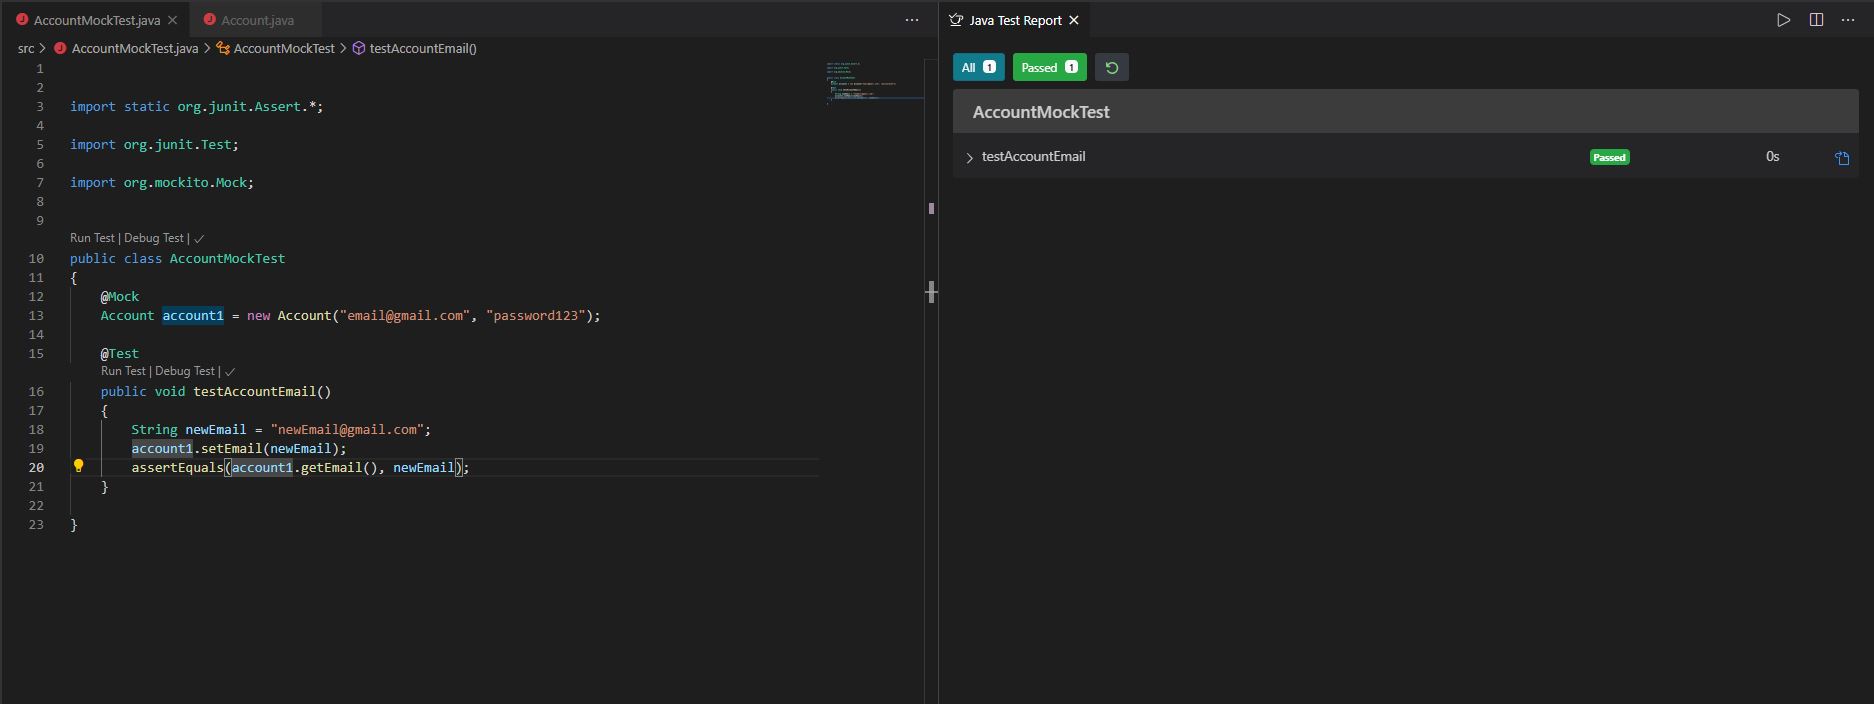 AccountMockTest.java
Account.java
src > AccountMockTest.java > AccountMockTest > testAccountEmail()
1
2
3 import static org.junit.Assert.*;
4
5 import org.junit.Test;
6
7 import org.mockito.Mock;
8
9
Run Test | Debug Test | ✓
10 public class AccountMockTest
11 {
12 @Mock
13 Account account1 = new Account("email@gmail.com", "password123");
14
15 @Test
Run Test | Debug Test | ✓
16 public void testAccountEmail()
17 {
18 String newEmail = "newEmail@gmail.com";
19 account1.setEmail(newEmail);
20 assertEquals(account1.getEmail(), newEmail);
21 }
22
23 }
Java Test Report
All 1 Passed 1
AccountMockTest
testAccountEmail Passed 0s